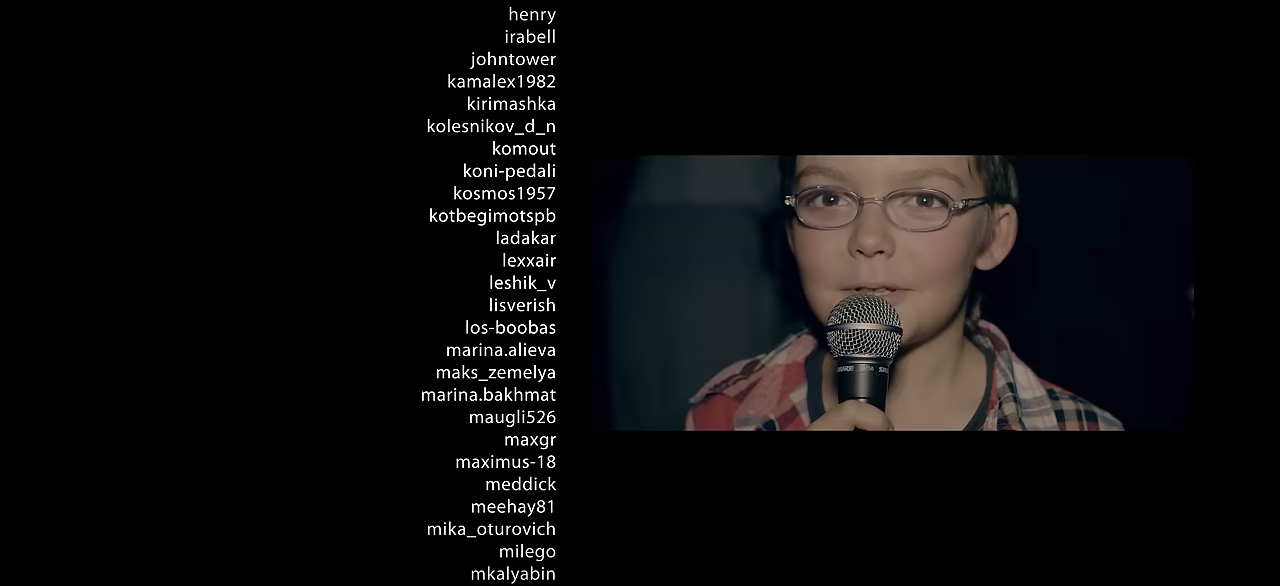 henry
irabell
johntower
kamalex1982
kirimashka
kolesnikov_d_n
komout
koni-pedali
kosmos1957
kotbegimotspb
ladakar
lexxair
leshik_v
lisverish
los-boobas
marina.alieva
maks_zemelya
marina.bakhmat
maugli526
maxgr
maximus-18
meddick
meehay81
mika_oturovich
milego
mkalyabin